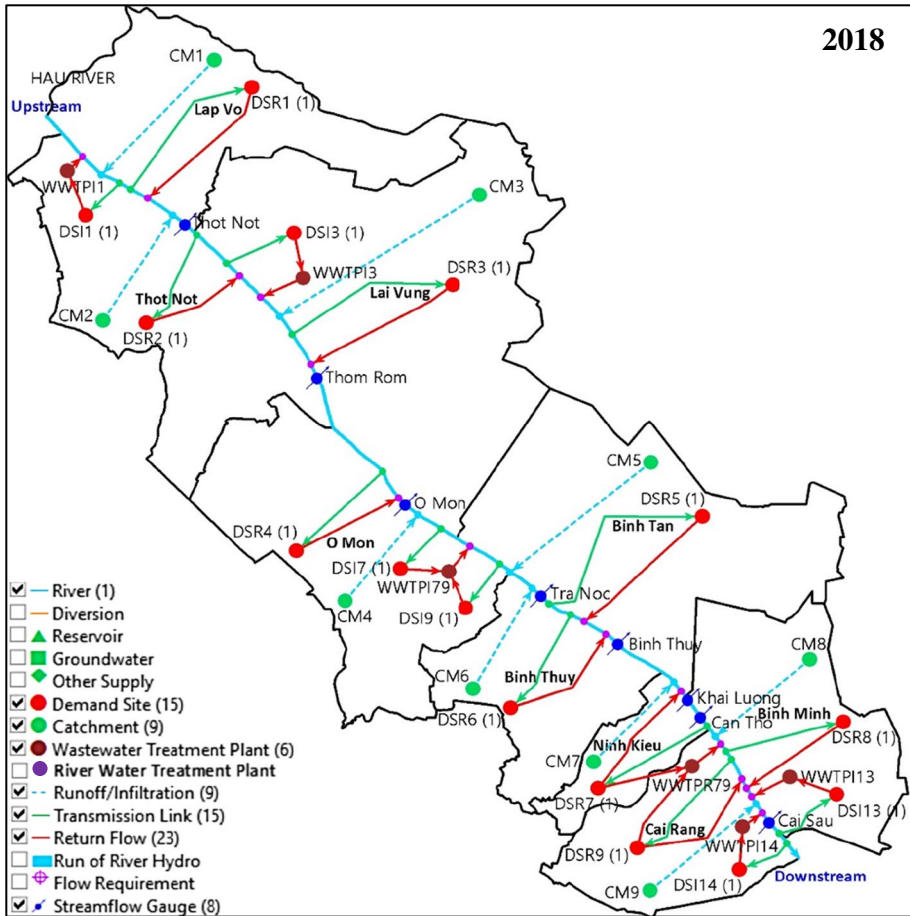 2018
CM1
HAU RIVER
DSR1 (1)
Upstream
Lap Vo
WWTPI1
CM3
DSI1 (1)
Thot Not
DSI3 (1)
WWTPI3
DSR3 (1)
Thot Not
Lai Vung
CM2
DSR2 (1)
Thom Rom
CM5
DSR5 (1)
O Mon
Binh Tan
DSR4 (1)
O Mon
DSI7 (1)
WWTPI79
Tra Noc
CM4
DSI9 (1)
Binh Thuy
CM8
CM6
Binh Thuy
Khai Luong
DSR6 (1)
Can Tho
Binh Minh
Ninh Kieu
DSR8 (1)
CM7
WWTPR79
WWTPI13
DSR7 (1)
DSI13 (1)
Cai Rang
Cai Sau
DSR9 (1)
WWTPI14
CM9
DSI14 (1)
Downstream
River (1)
Diversion
Reservoir
Groundwater
Other Supply
Demand Site (15)
Catchment (9)
Wastewater Treatment Plant (6)
River Water Treatment Plant
Runoff/Infiltration (9)
Transmission Link (15)
Return Flow (23)
Run of River Hydro
Flow Requirement
Streamflow Gauge (8)